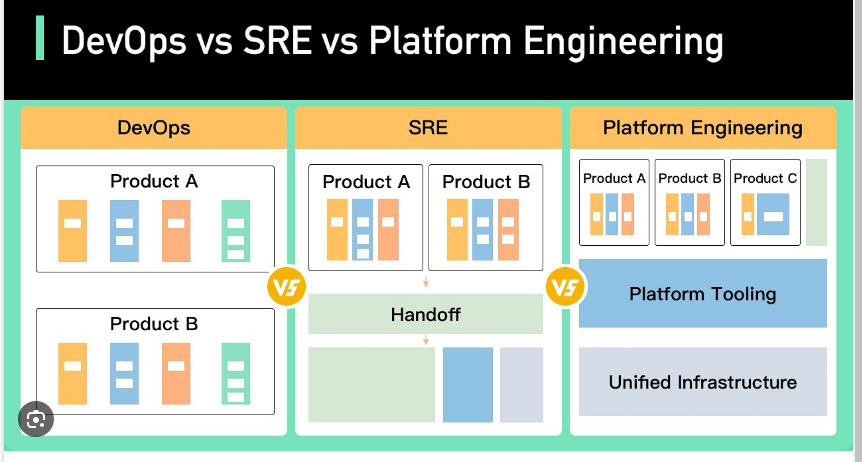 DevOps vs SRE vs Platform Engineering
DevOps
Product A
Product B
VS
SRE
Product A
Product B
Handoff
VS
Platform Engineering
Product A
Product B
Product C
Platform Tooling
Unified Infrastructure